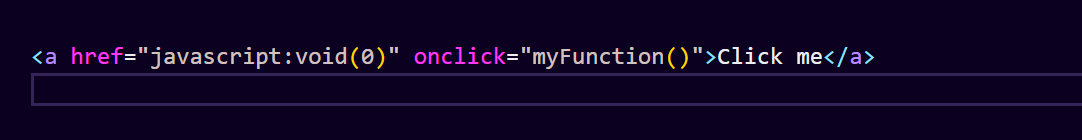 <a href="javascript:void(0)" onclick="myFunction()">Click me</a>